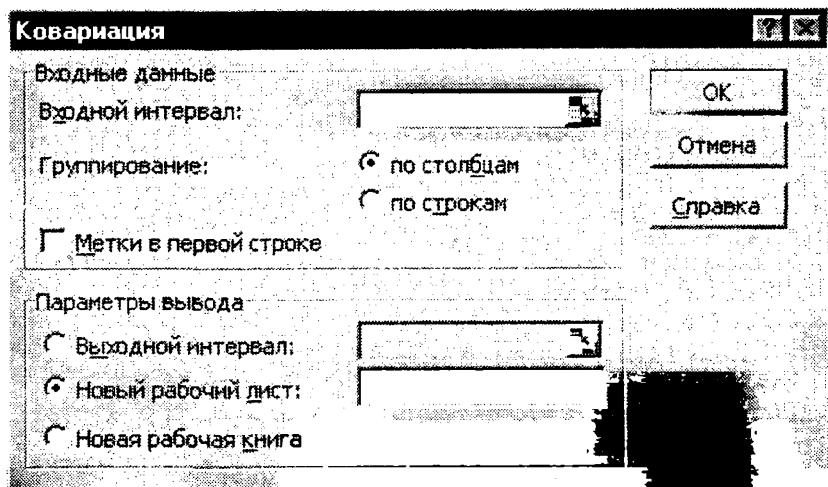 Ковариация
Входные данные
Входной интервал:
Группирование:
по столбцам
по строкам
Метки в первой строке
OK
Отмена
Справка
Параметры вывода
Выходной интервал:
Новый рабочий лист:
Новая рабочая книга